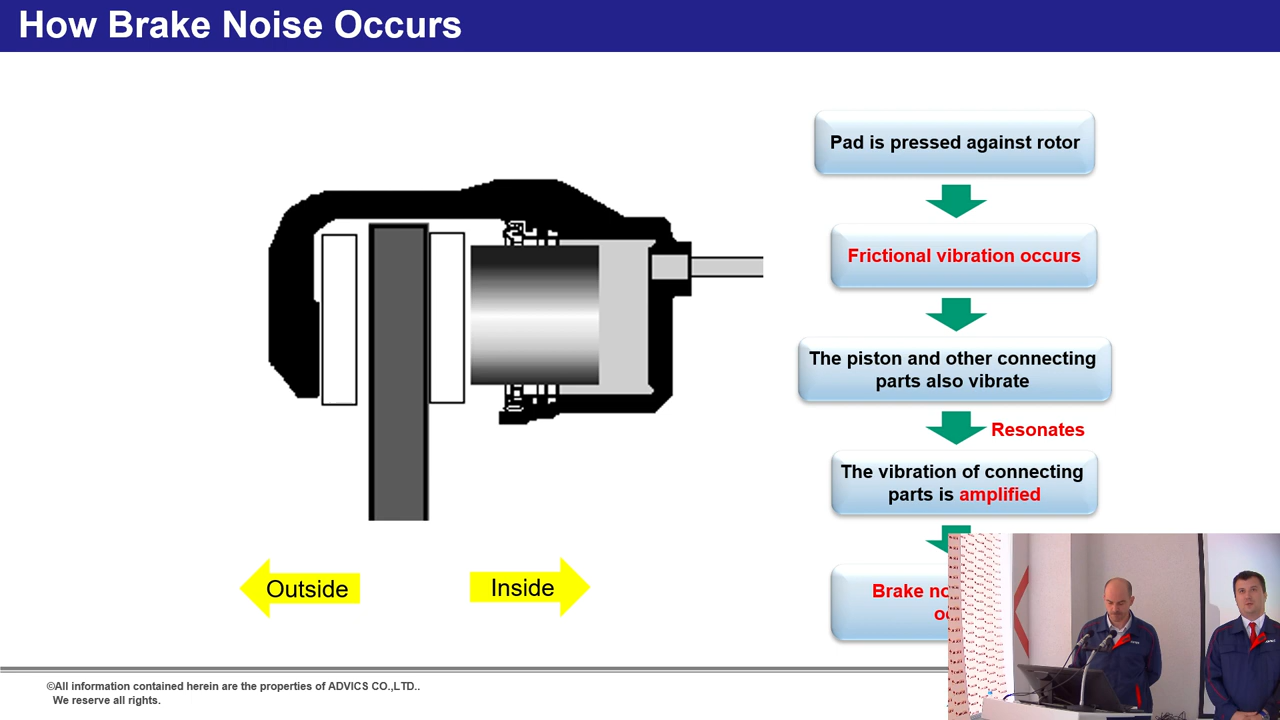 How Brake Noise Occurs
Pad is pressed against rotor
Frictional vibration occurs
The piston and other connecting
parts also vibrate
Resonates
The vibration of connecting
parts is amplified
Brake
Outside
Inside
©All information contained herein are the properties of ADVICS CO.,LTD..
We reserve all rights.